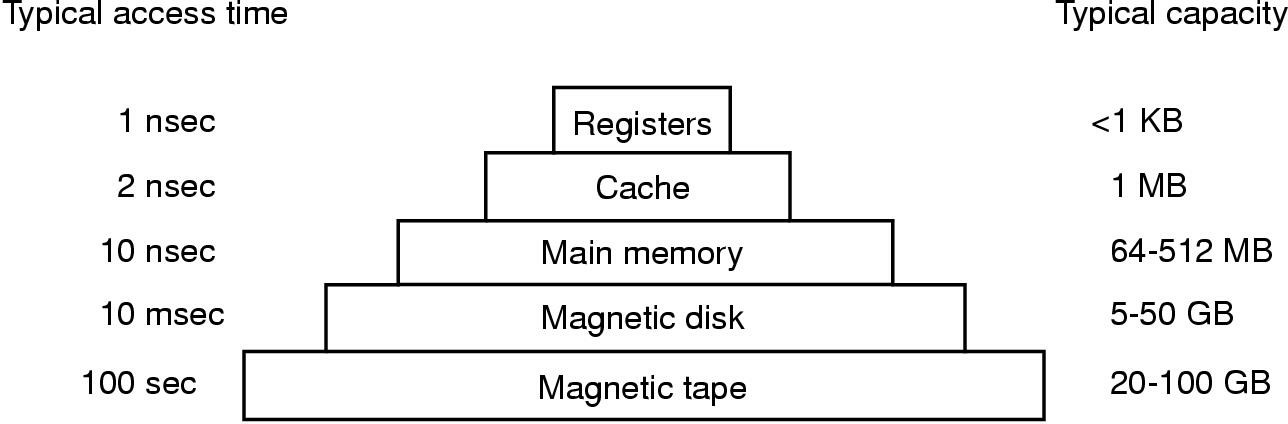 Typical access time Typical capacity
1 nsec Registers <1 KB
2 nsec Cache 1 MB
10 nsec Main memory 64-512 MB
10 msec Magnetic disk 5-50 GB
100 sec Magnetic tape 20-100 GB